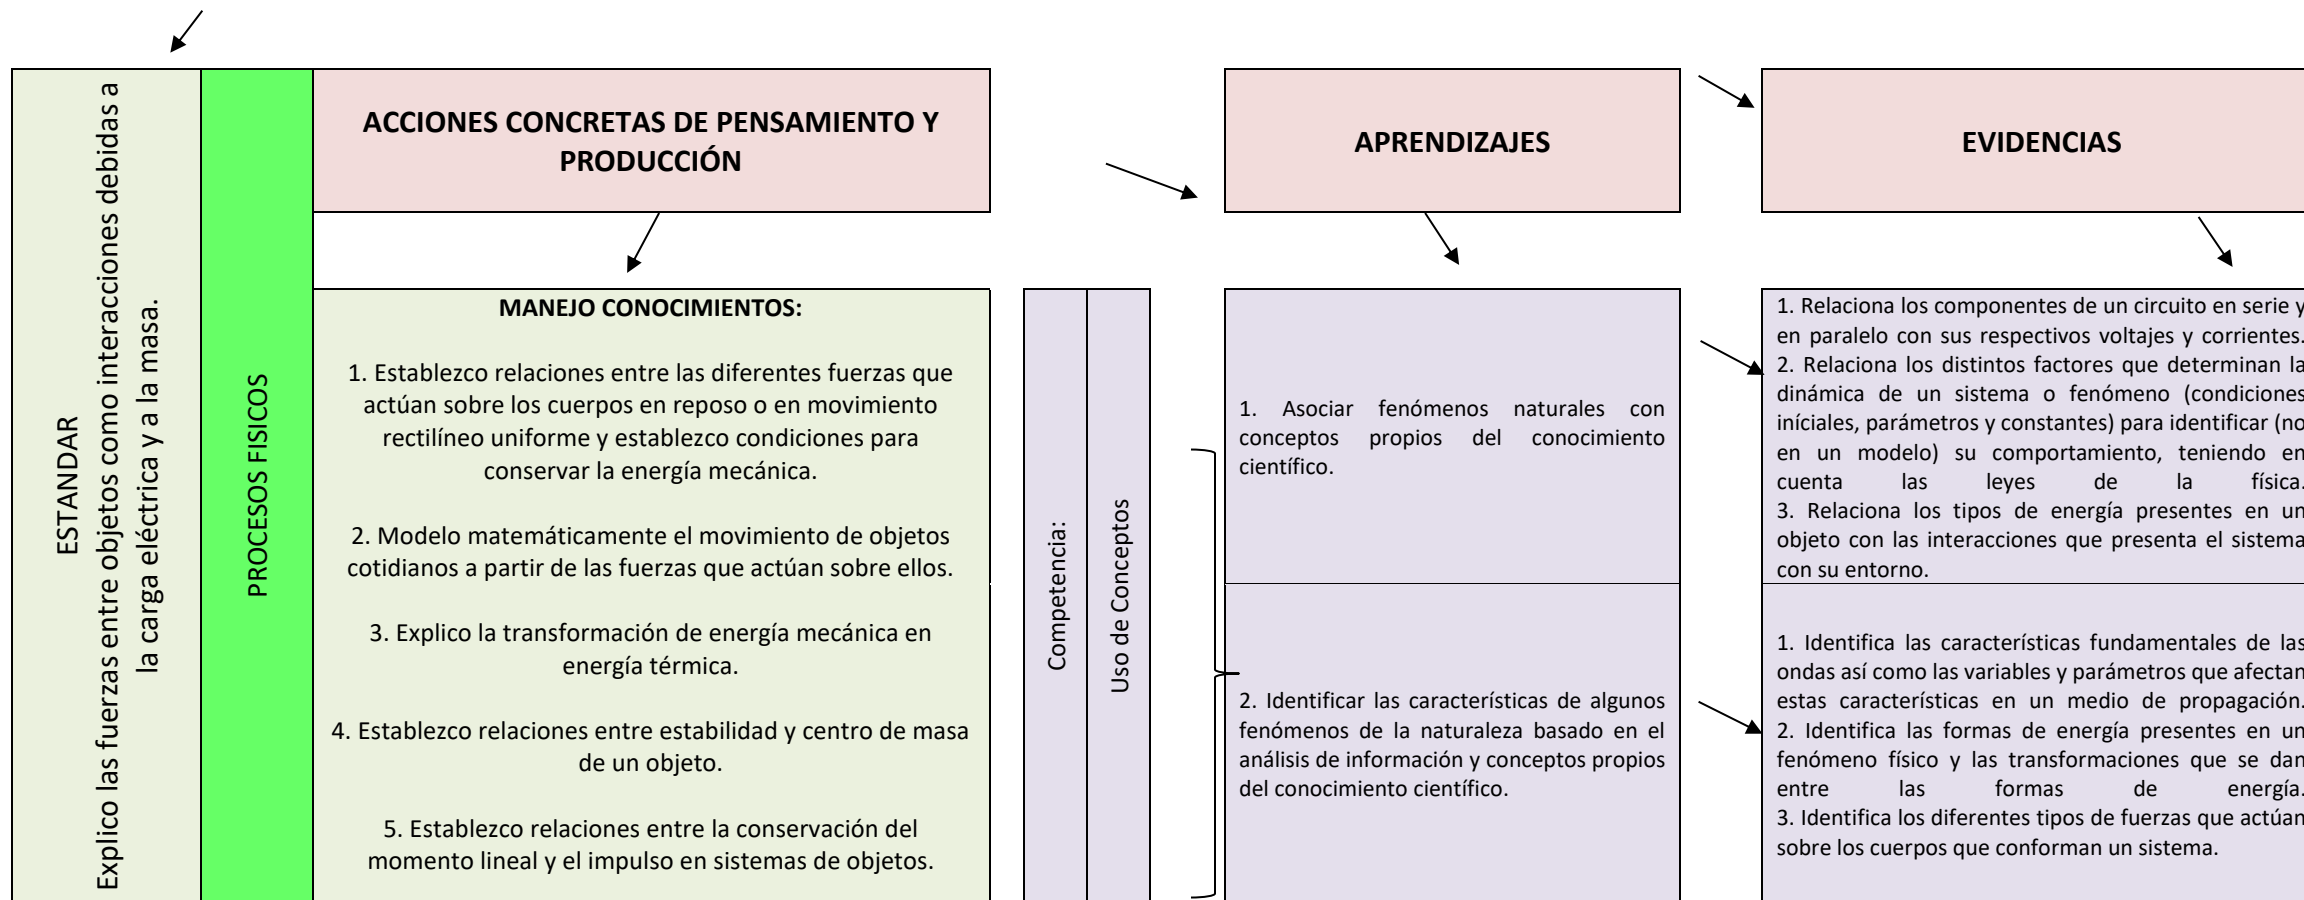 ESTANDAR
Explico las fuerzas entre objetos como interacciones debidas a
la carga eléctrica y a la masa.
PROCESOS FISICOS
ACCIONES CONCRETAS DE PENSAMIENTO Y
PRODUCCIÓN
MANEJO CONOCIMIENTOS:
1. Establezco relaciones entre las diferentes fuerzas que
actúan sobre los cuerpos en reposo o en movimiento
rectilíneo uniforme y establezco condiciones para
conservar la energía mecánica.
2. Modelo matemáticamente el movimiento de objetos
cotidianos a partir de las fuerzas que actúan sobre ellos.
3. Explico la transformación de energía mecánica en
energía térmica.
4. Establezco relaciones entre estabilidad y centro de masa
de un objeto.
5. Establezco relaciones entre la conservación del
momento lineal y el impulso en sistemas de objetos.
Competencia:
Uso de Conceptos
APRENDIZAJES
1. Asociar fenómenos naturales con
conceptos propios del conocimiento
científico.
2. Identificar las características de algunos
fenómenos de la naturaleza basado en el
análisis de información y conceptos propios
del conocimiento científico.
EVIDENCIAS
1. Relaciona los componentes de un circuito en serie y
en paralelo con sus respectivos voltajes y corrientes.
2. Relaciona los distintos factores que determinan la
dinámica de un sistema o fenómeno (condiciones
iníciales, parámetros y constantes) para identificar (no
en un modelo) su comportamiento, teniendo en
cuenta las leyes de la física.
3. Relaciona los tipos de energía presentes en un
objeto con las interacciones que presenta el sistema
con su entorno.
1. Identifica las características fundamentales de las
ondas así como las variables y parámetros que afectan
estas características en un medio de propagación.
2. Identifica las formas de energía presentes en un
fenómeno físico y las transformaciones que se dan
entre las formas de energía.
3. Identifica los diferentes tipos de fuerzas que actúan
sobre los cuerpos que conforman un sistema.